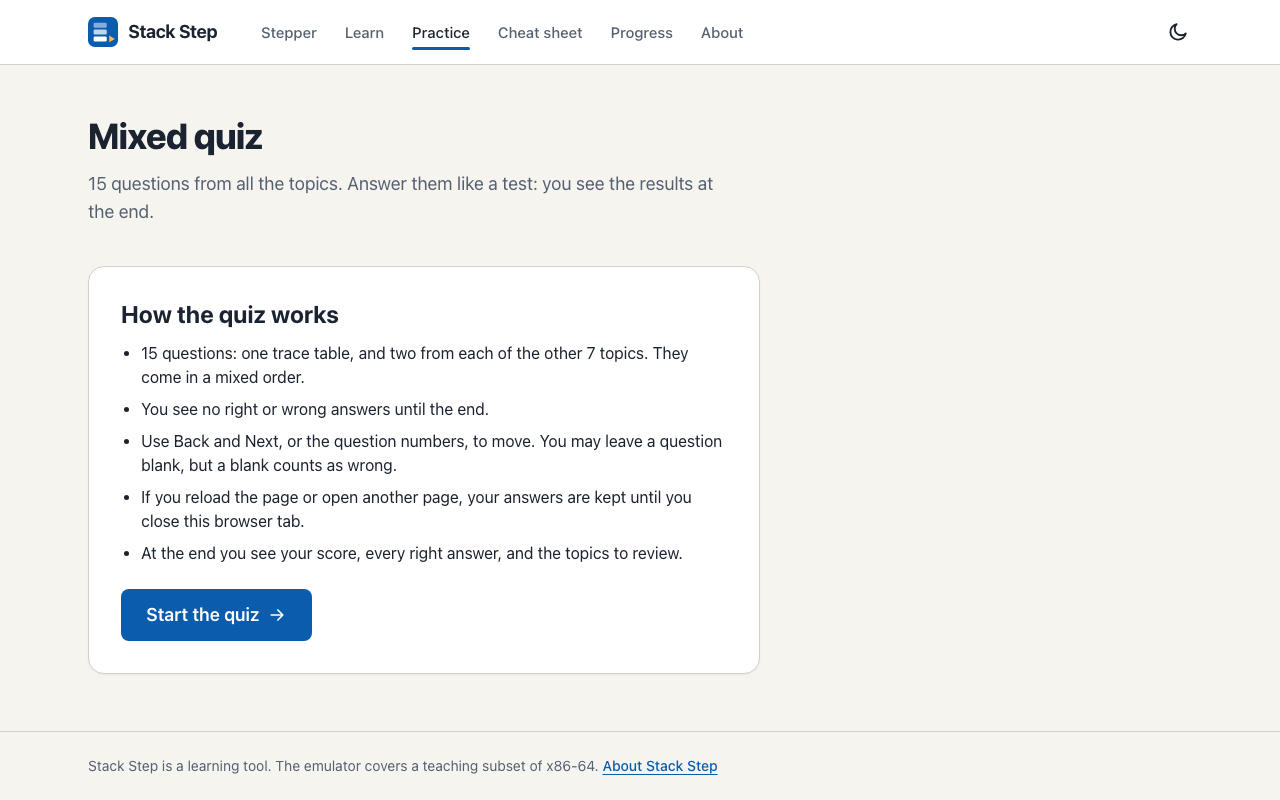 Stack Step
Stepper
Learn
Practice
Cheat sheet
Progress
About
Mixed quiz
15 questions from all the topics. Answer them like a test: you see the results at
the end.
How the quiz works
• 15 questions: one trace table, and two from each of the other 7 topics. They
come in a mixed order.
• You see no right or wrong answers until the end.
• Use Back and Next, or the question numbers, to move. You may leave a question
blank, but a blank counts as wrong.
• If you reload the page or open another page, your answers are kept until you
close this browser tab.
• At the end you see your score, every right answer, and the topics to review.
Start the quiz →
Stack Step is a learning tool. The emulator covers a teaching subset of x86-64. About Stack Step